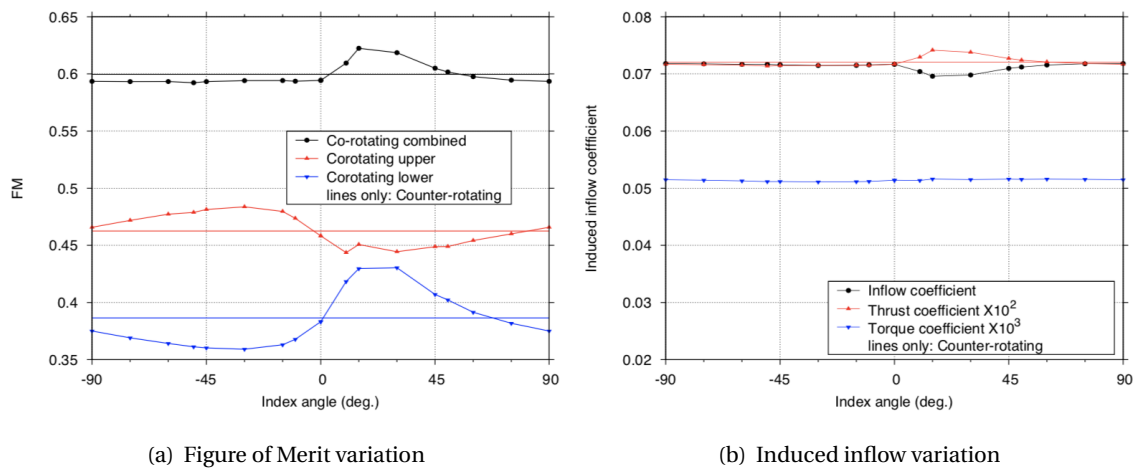 0.65
0.6
0.55
0.5
0.45
0.4
0.35
FM
Co-rotating combined
Corotating upper
Corotating lower
lines only: Counter-rotating
-90 -45 0 45 90
Index angle (deg.)
(a) Figure of Merit variation
0.08
0.07
0.06
0.05
0.04
0.03
0.02
Induced inflow coeffficient
Inflow coefficient
Thrust coefficient X10²
Torque coefficient X10³
lines only: Counter-rotating
-90 -45 0 45 90
Index angle (deg.)
(b) Induced inflow variation